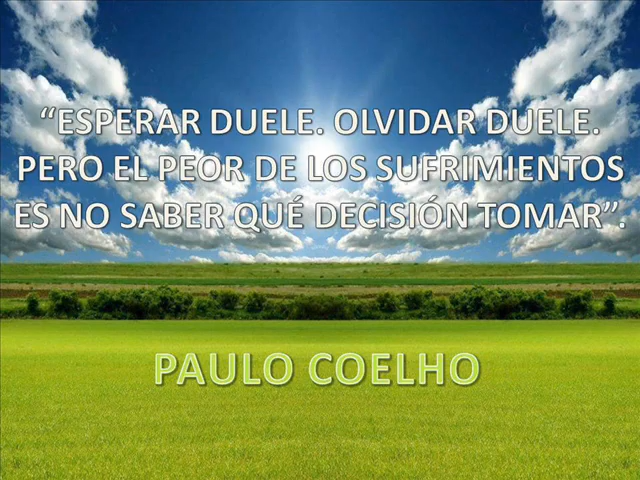 “ESPERAR DUELE. OLVIDAR DUELE.
PERO EL PEOR DE LOS SUFRIMIENTOS
ES NO SABER QUÉ DECISIÓN TOMAR”.
PAULO COELHO